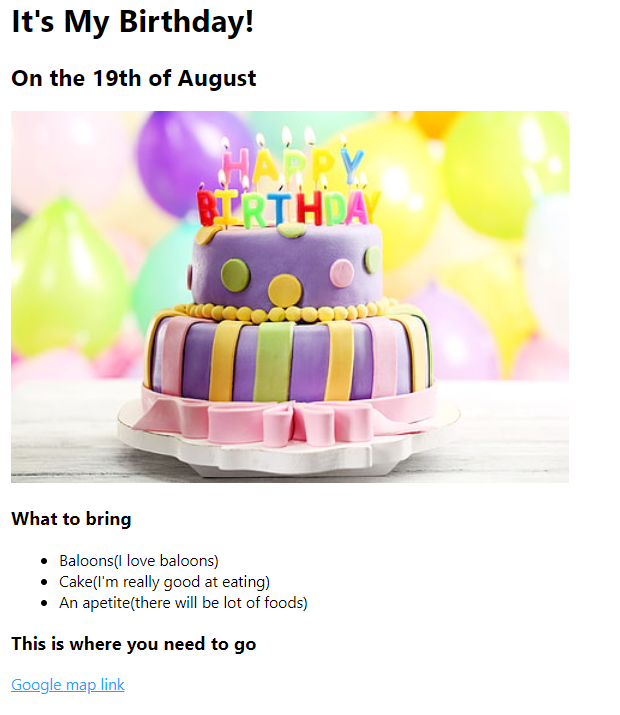 It's My Birthday!
On the 19th of August
HAPPY
BIRTHDAY
What to bring
Baloons(I love baloons)
Cake(I'm really good at eating)
An apetite(there will be lot of foods)
This is where you need to go
Google map link